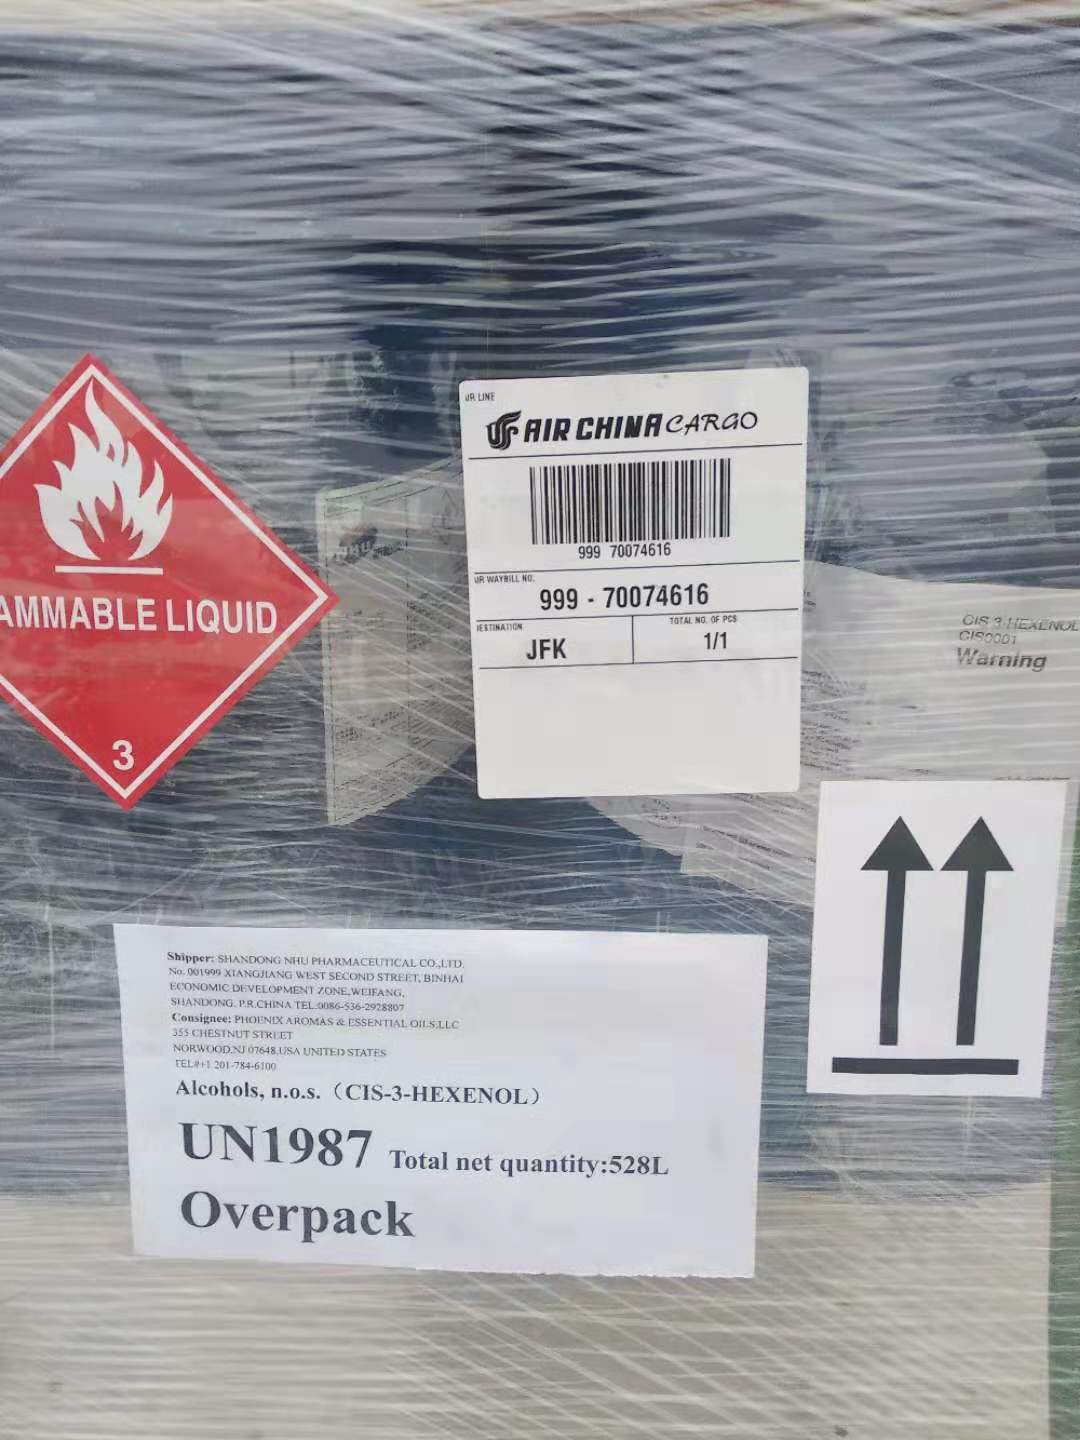 AIR LINE
AIR CHINA CARGO
999 70074616
AIR WAYBILL NO.
999 - 70074616
DESTINATION
TOTAL NO. OF PCS
JFK
1/1
AMMABLE LIQUID
3
CIS 3 HEXENOL
CIS0001
Warning
Shipper: SHANDONG NHU PHARMACEUTICAL CO.,LTD.
No. 001999 XIANGJIANG WEST SECOND STREET, BINHAI
ECONOMIC DEVELOPMENT ZONE,WEIFANG,
SHANDONG, P.R.CHINA TEL:0086-536-2928807
Consignee: PHOENIX AROMAS & ESSENTIAL OILS,LLC
355 CHESTNUT STREET
NORWOOD,NJ 07648,USA UNITED STATES
TEL#+1 201-784-6100
Alcohols, n.o.s.（CIS-3-HEXENOL）
UN1987 Total net quantity:528L
Overpack